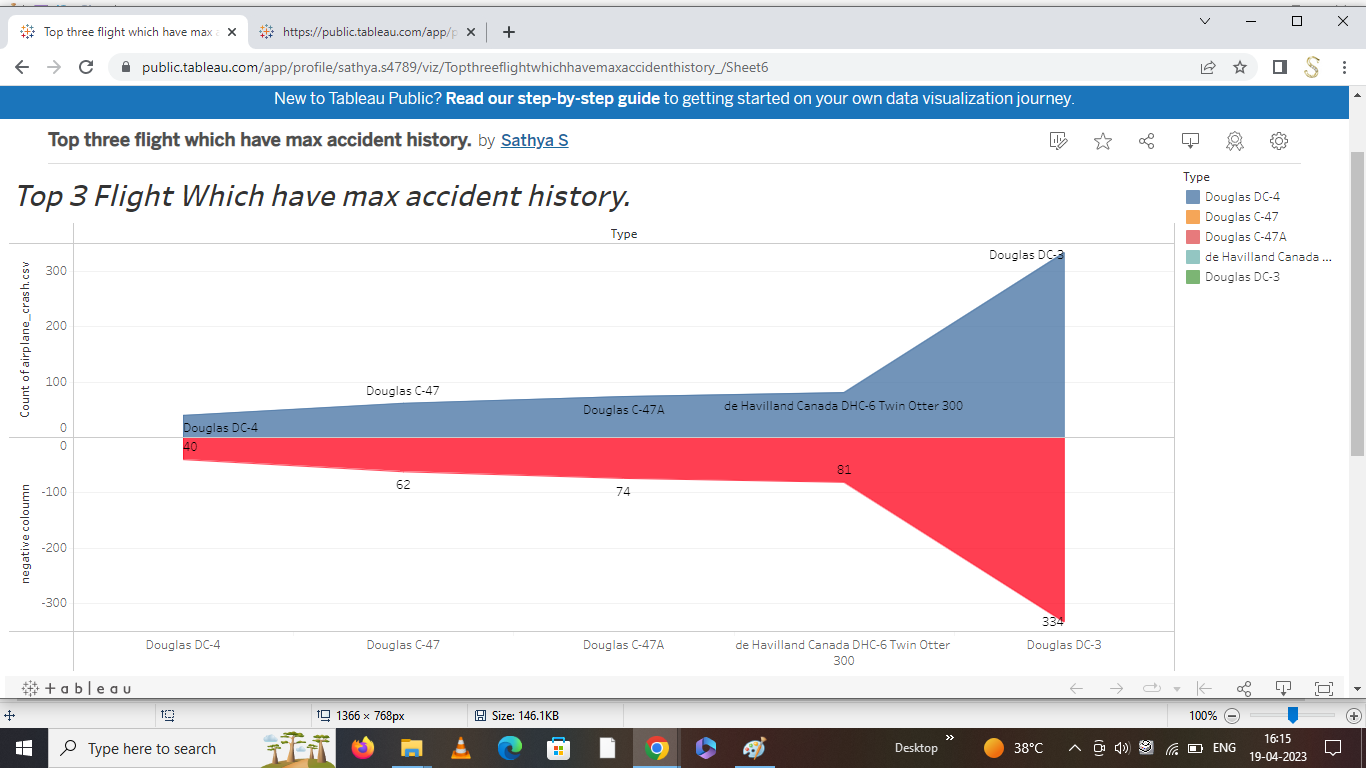 Top three flight which have max a
https://public.tableau.com/app/p
public.tableau.com/app/profile/sathya.s4789/viz/Topthreeflightwhichhavemaxaccidenthistory_/Sheet6
New to Tableau Public? Read our step-by-step guide to getting started on your own data visualization journey.
Top three flight which have max accident history. by Sathya S
Top 3 Flight Which have max accident history.
Type
Douglas DC-4
Douglas C-47
Douglas C-47A
de Havilland Canada ...
Douglas DC-3
Type
Count of airplane_crash.csv
300
200
100
0
Douglas DC-4
Douglas C-47
Douglas C-47A
de Havilland Canada DHC-6 Twin Otter 300
Douglas DC-3
negative coloumn
0
-100
-200
-300
40
62
74
81
334
Douglas DC-4
Douglas C-47
Douglas C-47A
de Havilland Canada DHC-6 Twin Otter
300
Douglas DC-3
+ a b | e a u
1366 × 768px
Size: 146.1KB
100%
Type here to search
Desktop
38°C
ENG
16:15
19-04-2023